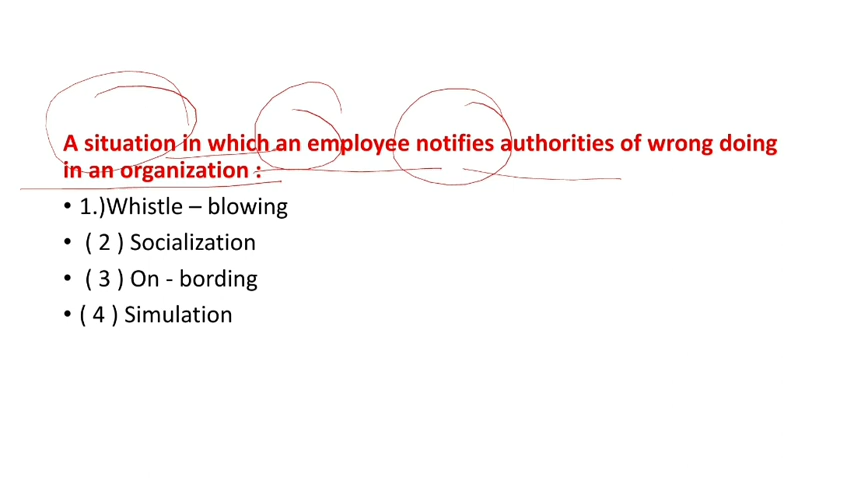 A situation in which an employee notifies authorities of wrong doing
in an organization :
• 1.)Whistle – blowing
• ( 2 ) Socialization
• ( 3 ) On - bording
• ( 4 ) Simulation